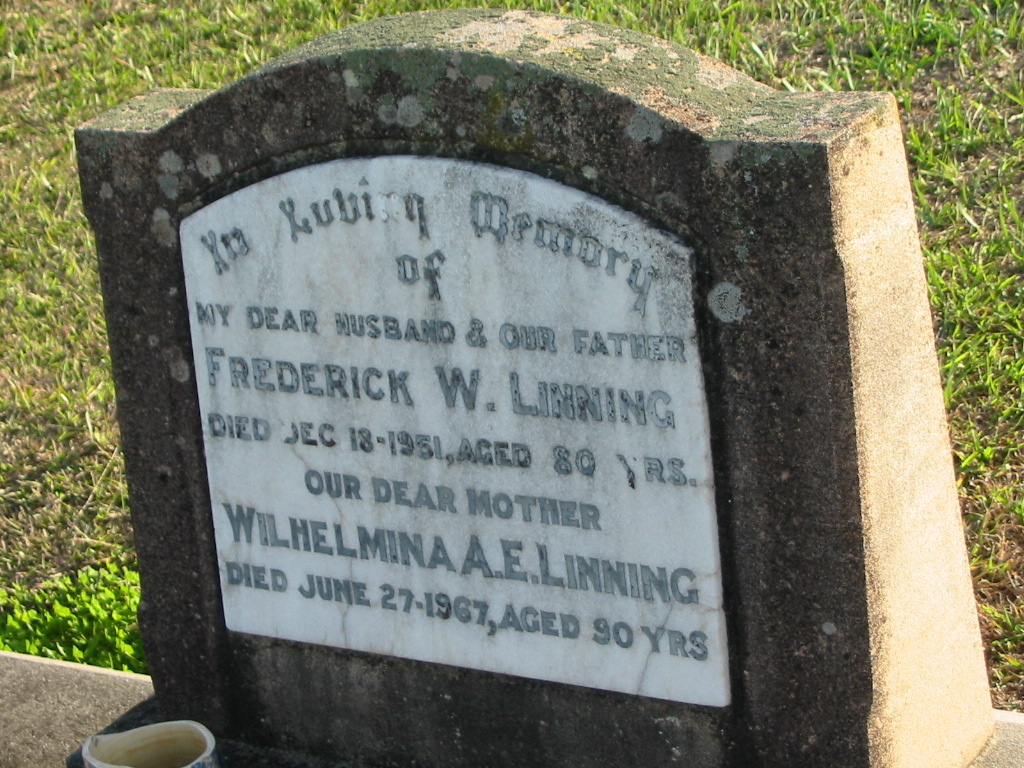 In Loving Memory
of
MY DEAR HUSBAND & OUR FATHER
FREDERICK W. LINNING
DIED DEC 18-1951, AGED 80 YRS.
OUR DEAR MOTHER
WILHELMINA A.E. LINNING
DIED JUNE 27-1967, AGED 90 YRS